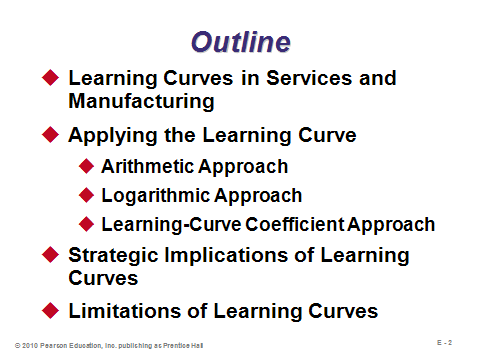 Outline
Learning Curves in Services and
Manufacturing
Applying the Learning Curve
Arithmetic Approach
Logarithmic Approach
Learning-Curve Coefficient Approach
Strategic Implications of Learning
Curves
Limitations of Learning Curves
© 2010 Pearson Education, Inc. publishing as Prentice Hall
E - 2